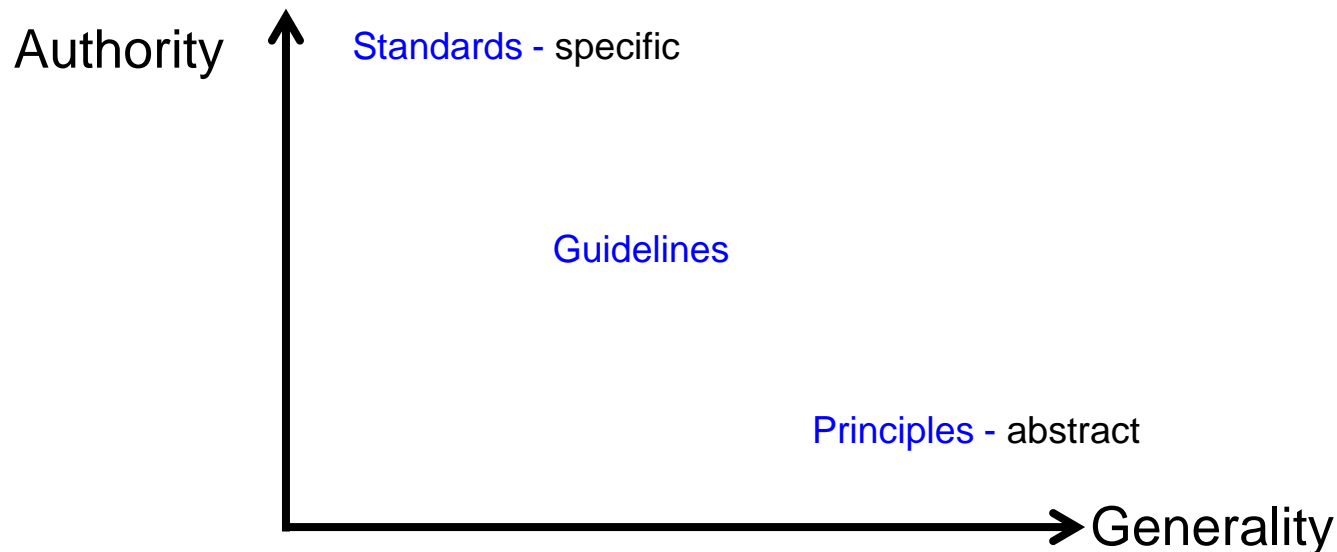 Authority
Standards - specific
Guidelines
Principles - abstract
Generality